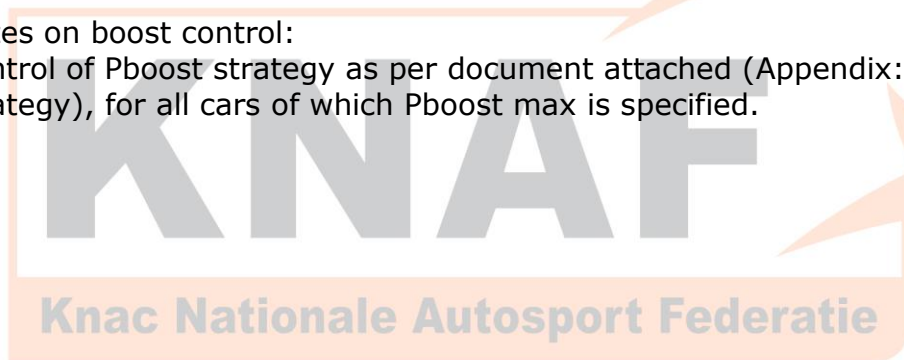 es on boost control:
ntrol of Pboost strategy as per document attached (Appendix:
ategy), for all cars of which Pboost max is specified.
KNAF
Knac Nationale Autosport Federatie